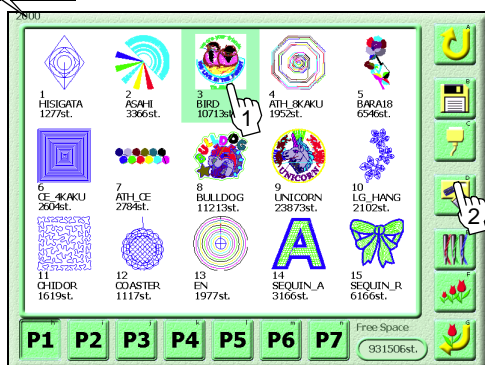 2000
A
1
HISIGATA
1277st.
2
ASAHI
3366st.
3
BIRD
10713st
4
ATH_8KAKU
1952st.
5
BARA18
6546st.
1
B
C
6
CE_4KAKU
2604st.
7
ATH_CE
2784st.
8
BULLDOG
11213st.
9
UNICORN
23873st.
10
LG_HANG
2102st.
D
2
11
CHIDOR
1619st.
12
COASTER
1117st.
13
EN
1977st.
14
SEQUIN_A
3166st.
15
SEQUIN_R
6166st.
F
P1
P2
P3
P4
P5
P6
P7
Free Space
931506st.
G